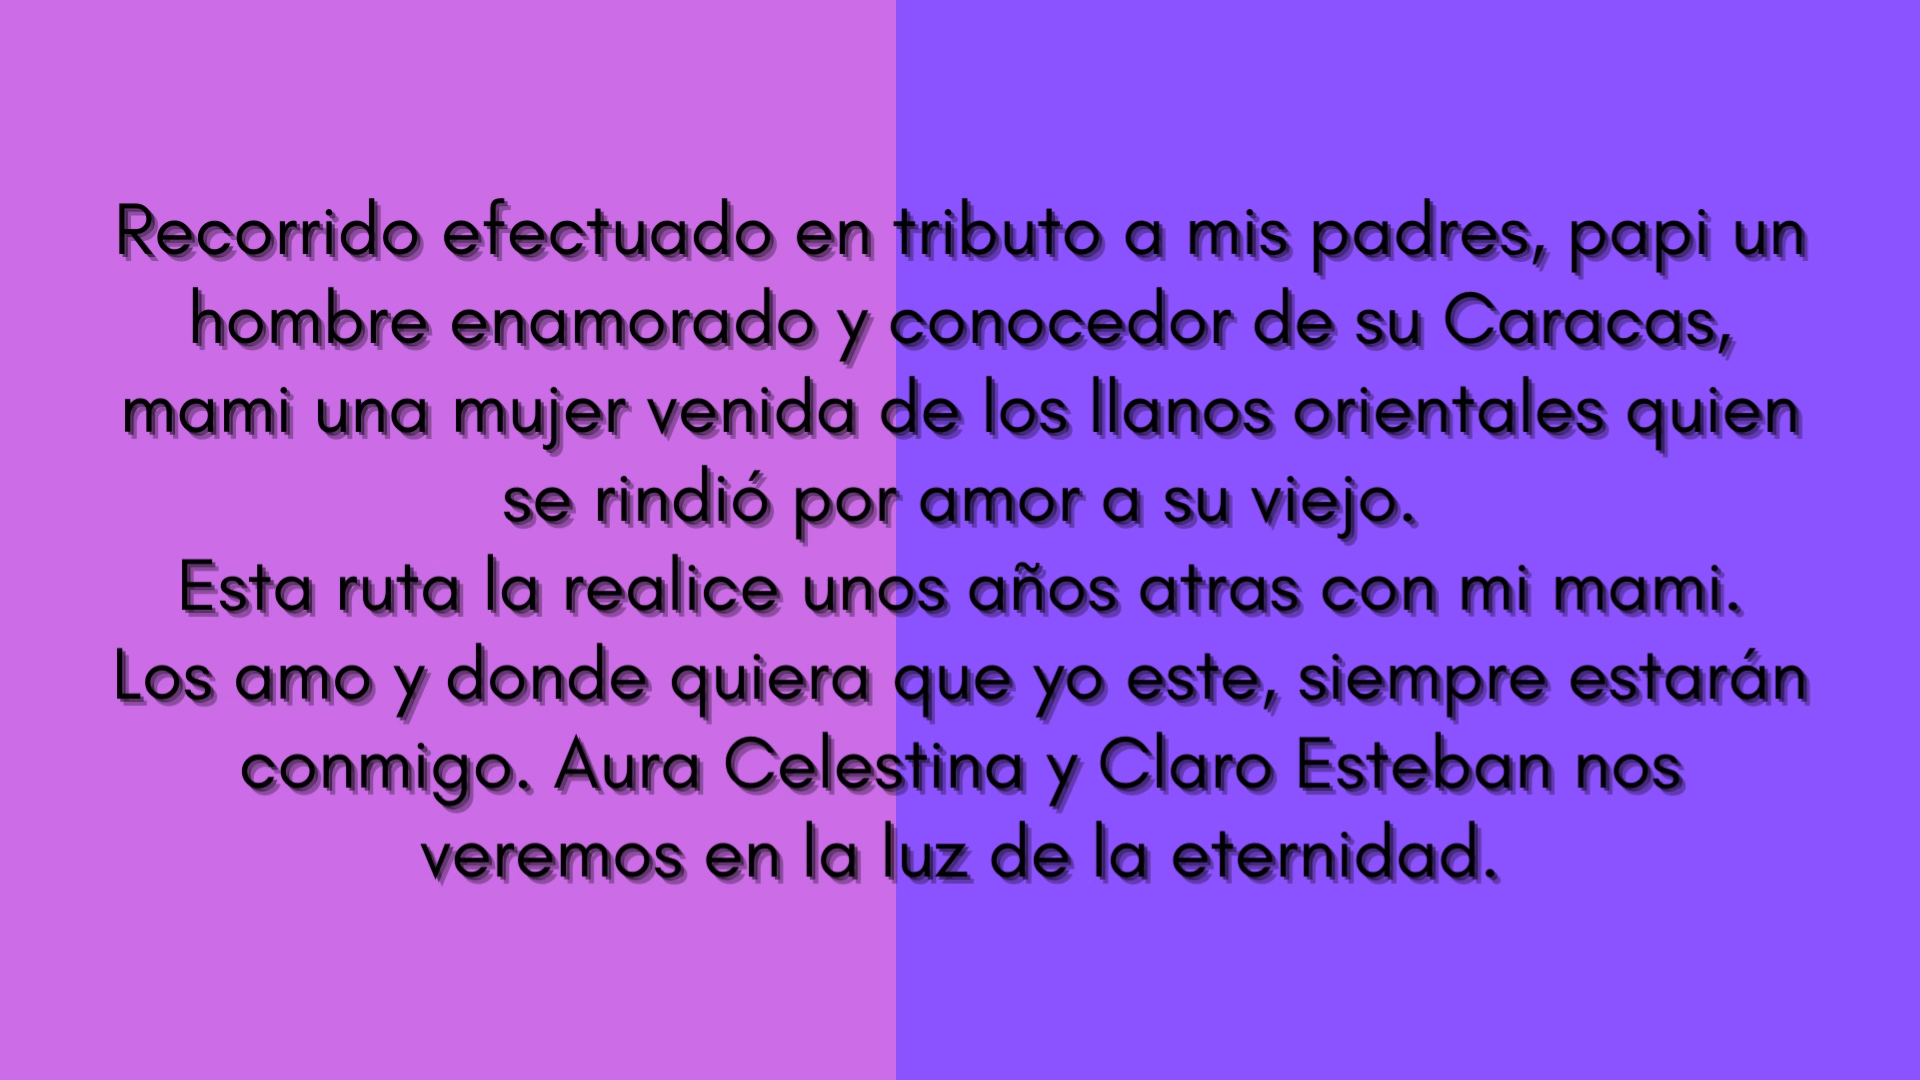 Recorrido efectuado en tributo a mis padres, papi un
hombre enamorado y conocedor de su Caracas,
mami una mujer venida de los llanos orientales quien
se rindió por amor a su viejo.
Esta ruta la realice unos años atras con mi mami.
Los amo y donde quiera que yo este, siempre estarán
conmigo. Aura Celestina y Claro Esteban nos
veremos en la luz de la eternidad.